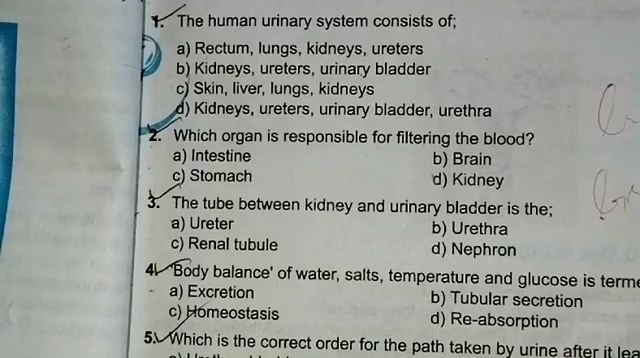 1. The human urinary system consists of;
a) Rectum, lungs, kidneys, ureters
b) Kidneys, ureters, urinary bladder
c) Skin, liver, lungs, kidneys
d) Kidneys, ureters, urinary bladder, urethra
2. Which organ is responsible for filtering the blood?
a) Intestine b) Brain
c) Stomach d) Kidney
3. The tube between kidney and urinary bladder is the;
a) Ureter b) Urethra
c) Renal tubule d) Nephron
4. 'Body balance' of water, salts, temperature and glucose is
a) Excretion b) Tubular secretion
c) Homeostasis d) Re-absorption
5. Which is the correct order for the path taken by urine after it